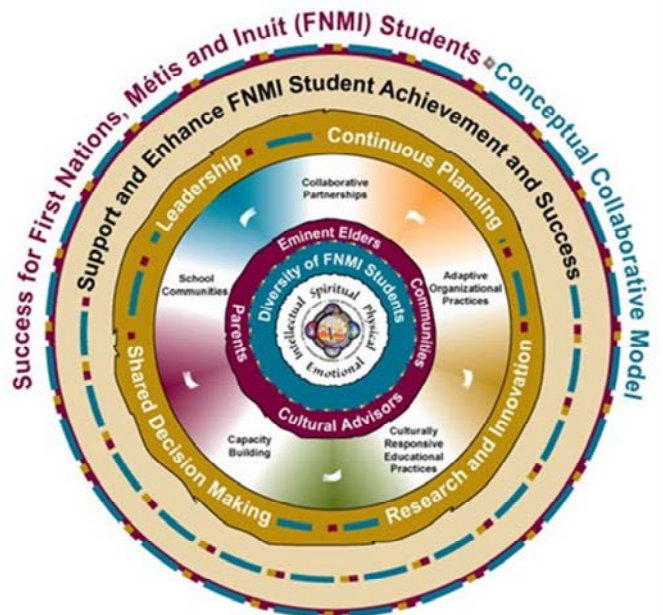 Success for First Nations, Métis and Inuit (FNMI) Students
Conceptual Collaborative Model
Support and Enhance FNMI Student Achievement and Success
Leadership
Continuous Planning
Research and Innovation
Shared Decision Making
Collaborative
Partnerships
Adaptive
Organizational
Practices
Culturally
Responsive
Educational
Practices
Capacity
Building
School
Communities
Eminent Elders
Communities
Cultural Advisors
Parents
Diversity of FNMI Students
Spiritual
Physical
Emotional
Intellectual